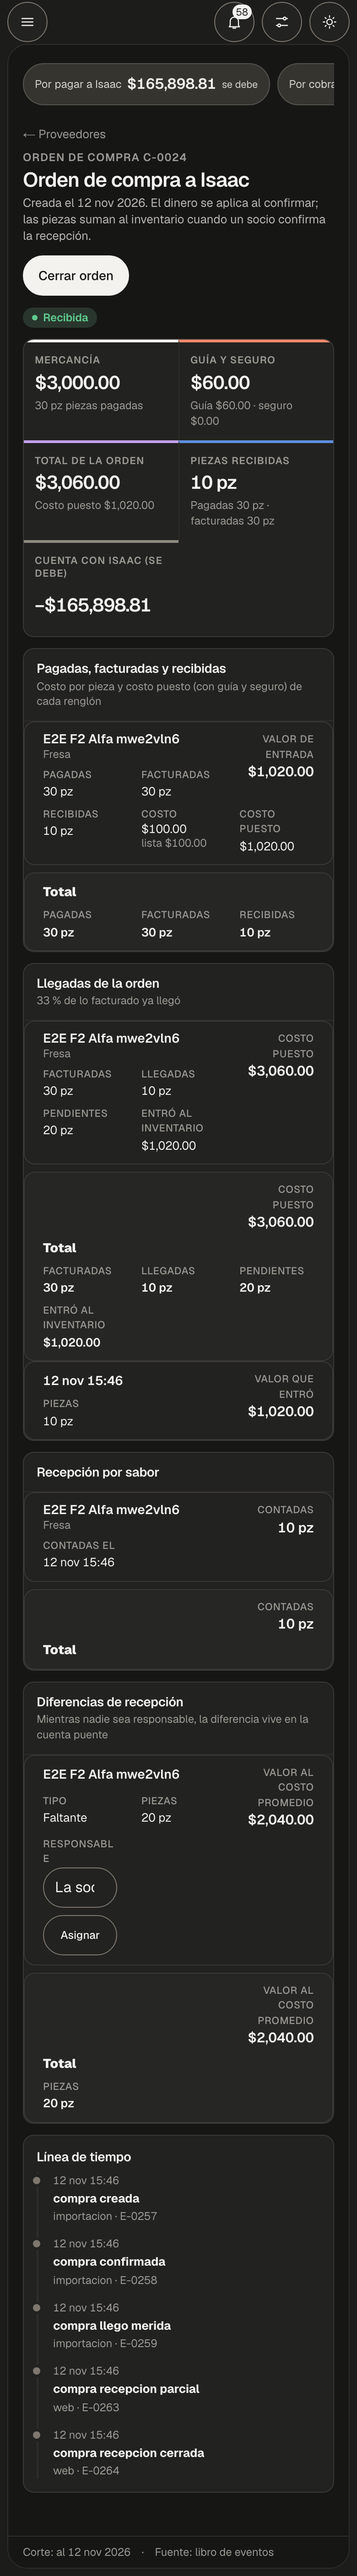 58
Por pagar a Isaac $165,898.81 se debe
Por cobra
← Proveedores
ORDEN DE COMPRA C-0024
Orden de compra a Isaac
Creada el 12 nov 2026. El dinero se aplica al confirmar;
las piezas suman al inventario cuando un socio confirma
la recepción.
Cerrar orden
Recibida
MERCANCÍA
$3,000.00
30 pz piezas pagadas
GUÍA Y SEGURO
$60.00
Guía $60.00 · seguro
$0.00
TOTAL DE LA ORDEN
$3,060.00
Costo puesto $1,020.00
PIEZAS RECIBIDAS
10 pz
Pagadas 30 pz ·
facturadas 30 pz
CUENTA CON ISAAC (SE
DEBE)
−$165,898.81
Pagadas, facturadas y recibidas
Costo por pieza y costo puesto (con guía y seguro) de
cada renglón
E2E F2 Alfa mwe2vln6
Fresa
VALOR DE
ENTRADA
$1,020.00
PAGADAS
30 pz
FACTURADAS
30 pz
RECIBIDAS
10 pz
COSTO
$100.00
lista $100.00
COSTO
PUESTO
$1,020.00
Total
PAGADAS
30 pz
FACTURADAS
30 pz
RECIBIDAS
10 pz
Llegadas de la orden
33 % de lo facturado ya llegó
E2E F2 Alfa mwe2vln6
Fresa
COSTO
PUESTO
$3,060.00
FACTURADAS
30 pz
LLEGADAS
10 pz
PENDIENTES
20 pz
ENTRÓ AL
INVENTARIO
$1,020.00
COSTO
PUESTO
$3,060.00
Total
FACTURADAS
30 pz
LLEGADAS
10 pz
PENDIENTES
20 pz
ENTRÓ AL
INVENTARIO
$1,020.00
12 nov 15:46
VALOR QUE
ENTRÓ
$1,020.00
PIEZAS
10 pz
Recepción por sabor
E2E F2 Alfa mwe2vln6
Fresa
CONTADAS
10 pz
CONTADAS EL
12 nov 15:46
CONTADAS
10 pz
Total
Diferencias de recepción
Mientras nadie sea responsable, la diferencia vive en la
cuenta puente
E2E F2 Alfa mwe2vln6
VALOR AL
COSTO
PROMEDIO
$2,040.00
TIPO
Faltante
PIEZAS
20 pz
RESPONSABL
E
La soc
Asignar
VALOR AL
COSTO
PROMEDIO
$2,040.00
Total
PIEZAS
20 pz
Línea de tiempo
12 nov 15:46
compra creada
importacion · E-0257
12 nov 15:46
compra confirmada
importacion · E-0258
12 nov 15:46
compra llego merida
importacion · E-0259
12 nov 15:46
compra recepcion parcial
web · E-0263
12 nov 15:46
compra recepcion cerrada
web · E-0264
Corte: al 12 nov 2026 · Fuente: libro de eventos